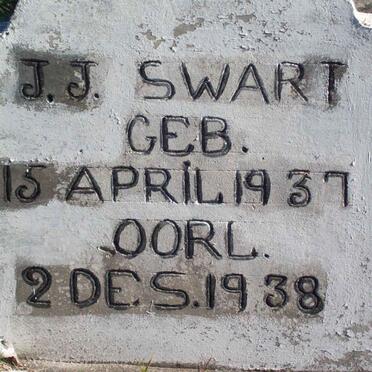 J.J. SWART
GEB.
15 APRIL 1937
OORL.
2 DES. 1938